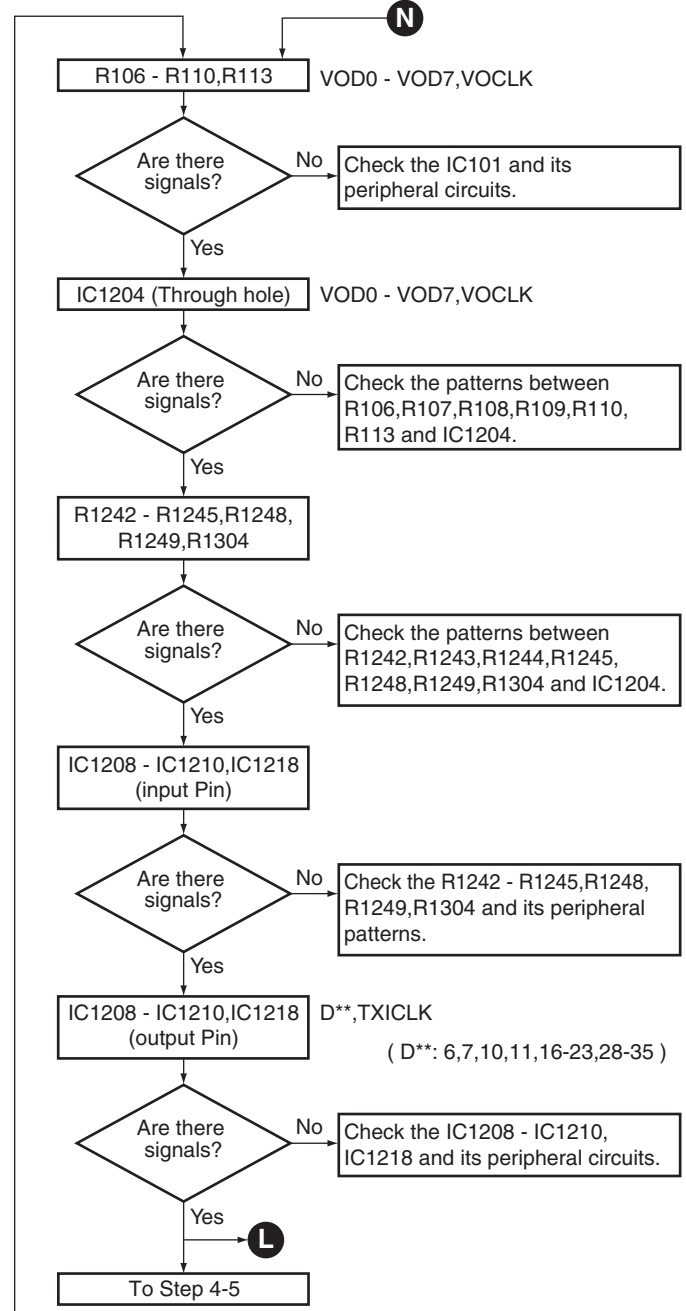 N
R106 - R110,R113
VOD0 - VOD7,VOCLK
Are there
signals?
No
Check the IC101 and its
peripheral circuits.
Yes
IC1204 (Through hole)
VOD0 - VOD7,VOCLK
Are there
signals?
No
Check the patterns between
R106,R107,R108,R109,R110,
R113 and IC1204.
Yes
R1242 - R1245,R1248,
R1249,R1304
Are there
signals?
No
Check the patterns between
R1242,R1243,R1244,R1245,
R1248,R1249,R1304 and IC1204.
Yes
IC1208 - IC1210,IC1218
(input Pin)
Are there
signals?
No
Check the R1242 - R1245,R1248,
R1249,R1304 and its peripheral
patterns.
Yes
IC1208 - IC1210,IC1218
(output Pin)
D**,TXICLK
( D**: 6,7,10,11,16-23,28-35 )
Are there
signals?
No
Check the IC1208 - IC1210,
IC1218 and its peripheral circuits.
Yes
L
To Step 4-5